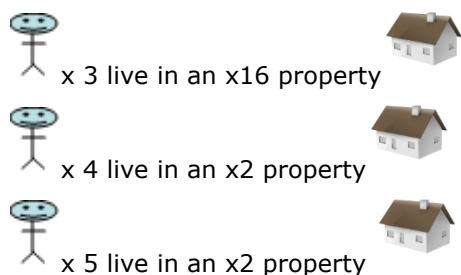 x 3 live in an x16 property
x 4 live in an x2 property
x 5 live in an x2 property